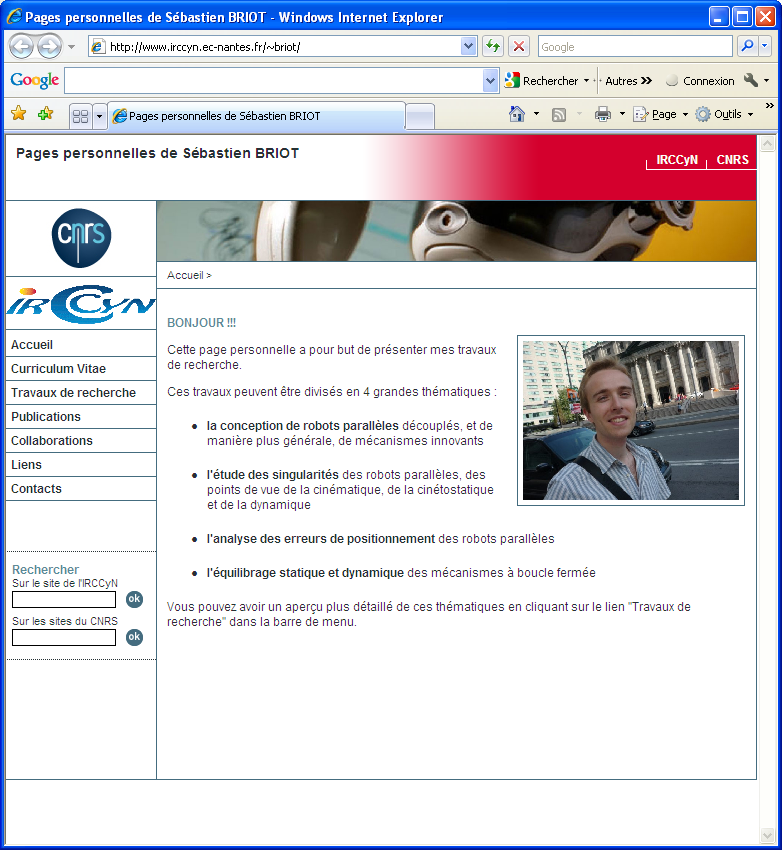 Pages personnelles de Sébastien BRIOT - Windows Internet Explorer
http://www.irccyn.ec-nantes.fr/~briot/
Google
Google
Rechercher
Autres
Connexion
Pages personnelles de Sébastien BRIOT
Page
Outils
Pages personnelles de Sébastien BRIOT
IRCCyN
CNRS
cnrs
IRCCyN
Accueil >
Accueil
Curriculum Vitae
Travaux de recherche
Publications
Collaborations
Liens
Contacts
Rechercher
Sur le site de l'IRCCyN
ok
Sur les sites du CNRS
ok
BONJOUR !!!
Cette page personnelle a pour but de présenter mes travaux
de recherche.
Ces travaux peuvent être divisés en 4 grandes thématiques :
• la conception de robots parallèles découplés, et de
manière plus générale, de mécanismes innovants
• l'étude des singularités des robots parallèles, des
points de vue de la cinématique, de la cinétostatique
et de la dynamique
• l'analyse des erreurs de positionnement des robots parallèles
• l'équilibrage statique et dynamique des mécanismes à boucle fermée
Vous pouvez avoir un aperçu plus détaillé de ces thématiques en cliquant sur le lien "Travaux de
recherche" dans la barre de menu.